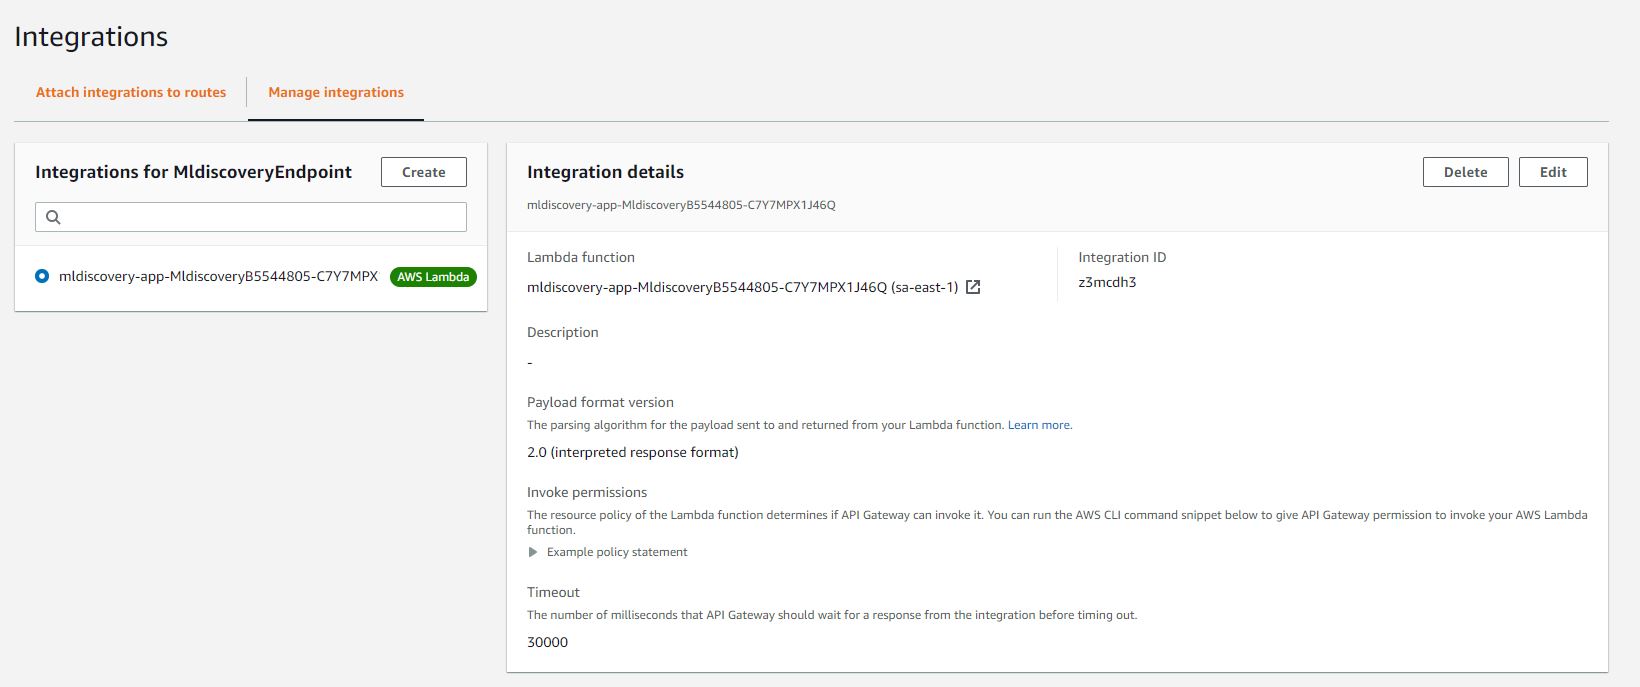 Integrations
Attach integrations to routes
Manage integrations
Integrations for MldiscoveryEndpoint
Create
mldiscovery-app-MldiscoveryB5544805-C7Y7MPX
AWS Lambda
Integration details
Delete
Edit
mldiscovery-app-MldiscoveryB5544805-C7Y7MPX1J46Q
Lambda function
mldiscovery-app-MldiscoveryB5544805-C7Y7MPX1J46Q (sa-east-1)
Integration ID
z3mcdh3
Description
-
Payload format version
The parsing algorithm for the payload sent to and returned from your Lambda function. Learn more.
2.0 (interpreted response format)
Invoke permissions
The resource policy of the Lambda function determines if API Gateway can invoke it. You can run the AWS CLI command snippet below to give API Gateway permission to invoke your AWS Lambda
function.
Example policy statement
Timeout
The number of milliseconds that API Gateway should wait for a response from the integration before timing out.
30000